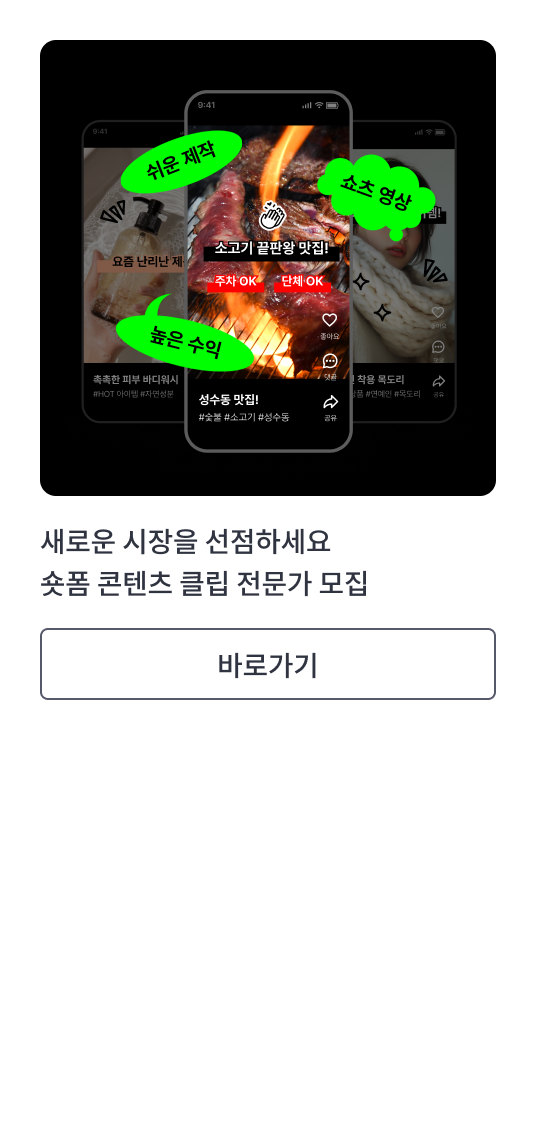 9:41
9:41
쉬운 제작
쇼츠 영상
요즘 난리난
소고기 끝판왕 맛집!
주차 OK
단체 OK
높은 수익
좋아요
댓글
공유
촉촉한 피부 바디워시
#HOT 아이템 #자연성분
성수동 맛집!
#숯불 #소고기 #성수동
착용 목도리
#연예인 #목도리
공유
새로운 시장을 선점하세요
숏폼 콘텐츠 클립 전문가 모집
바로가기